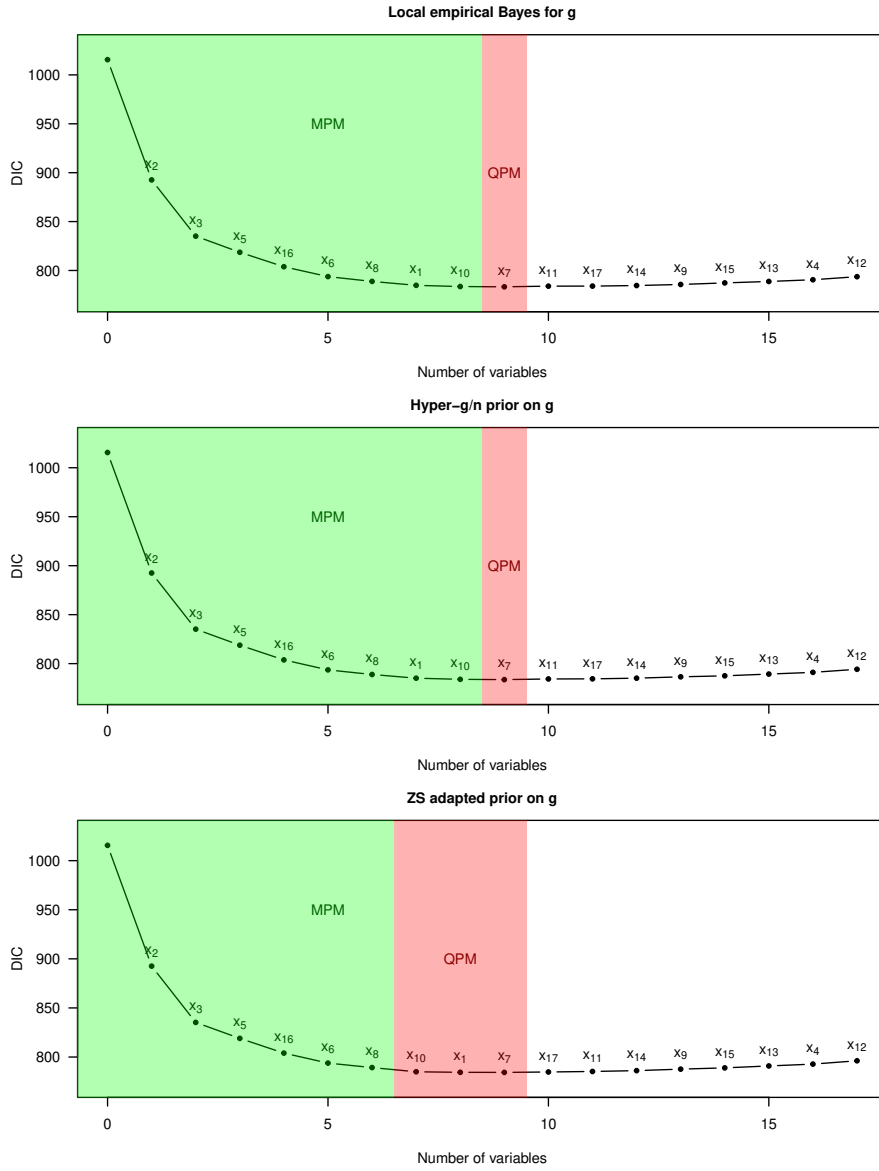 Local empirical Bayes for g
DIC
1000
950
900
850
800
MPM
QPM
x₂
x₃
x₅
x₁₆
x₆
x₈
x₁
x₁₀
x₇
x₁₁
x₁₇
x₁₄
x₉
x₁₅
x₁₃
x₄
x₁₂
0
5
10
15
Number of variables
Hyper−g/n prior on g
DIC
1000
950
900
850
800
MPM
QPM
x₂
x₃
x₅
x₁₆
x₆
x₈
x₁
x₁₀
x₇
x₁₁
x₁₇
x₁₄
x₉
x₁₅
x₁₃
x₄
x₁₂
0
5
10
15
Number of variables
ZS adapted prior on g
DIC
1000
950
900
850
800
MPM
QPM
x₂
x₃
x₅
x₁₆
x₆
x₈
x₁₀
x₁
x₇
x₁₇
x₁₁
x₁₄
x₉
x₁₅
x₁₃
x₄
x₁₂
0
5
10
15
Number of variables